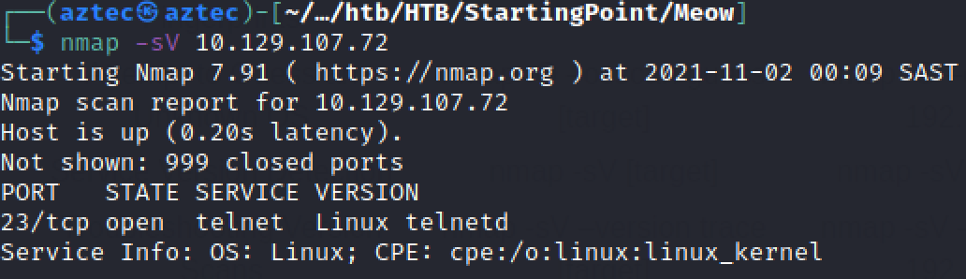 ┌──(aztec㉿aztec)-[~/…/htb/HTB/StartingPoint/Meow]
└─$ nmap -sV 10.129.107.72
Starting Nmap 7.91 ( https://nmap.org ) at 2021-11-02 00:09 SAST
Nmap scan report for 10.129.107.72
Host is up (0.20s latency).
Not shown: 999 closed ports
PORT   STATE SERVICE VERSION
23/tcp open  telnet  Linux telnetd
Service Info: OS: Linux; CPE: cpe:/o:linux:linux_kernel